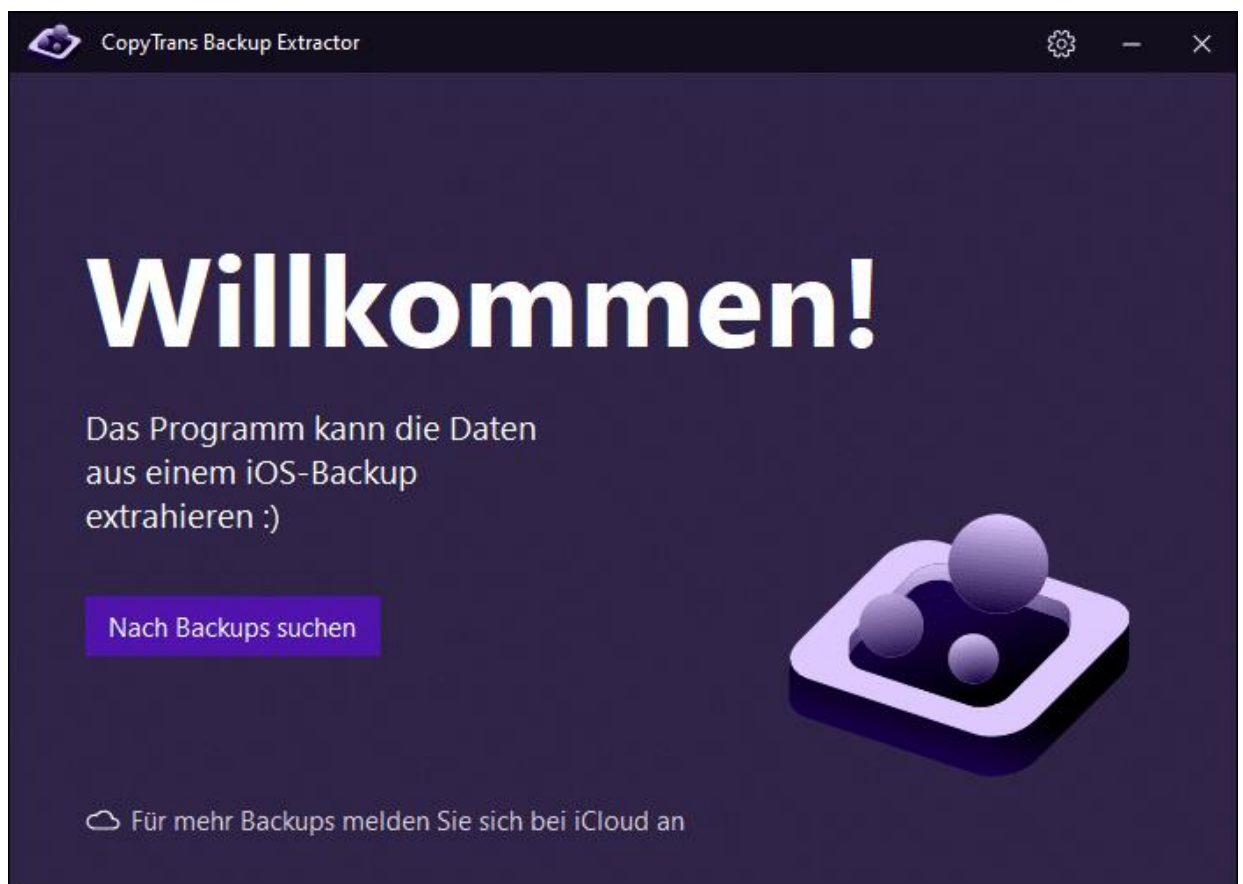 CopyTrans Backup Extractor
Willkommen!
Das Programm kann die Daten
aus einem iOS-Backup
extrahieren :)
Nach Backups suchen
Für mehr Backups melden Sie sich bei iCloud an